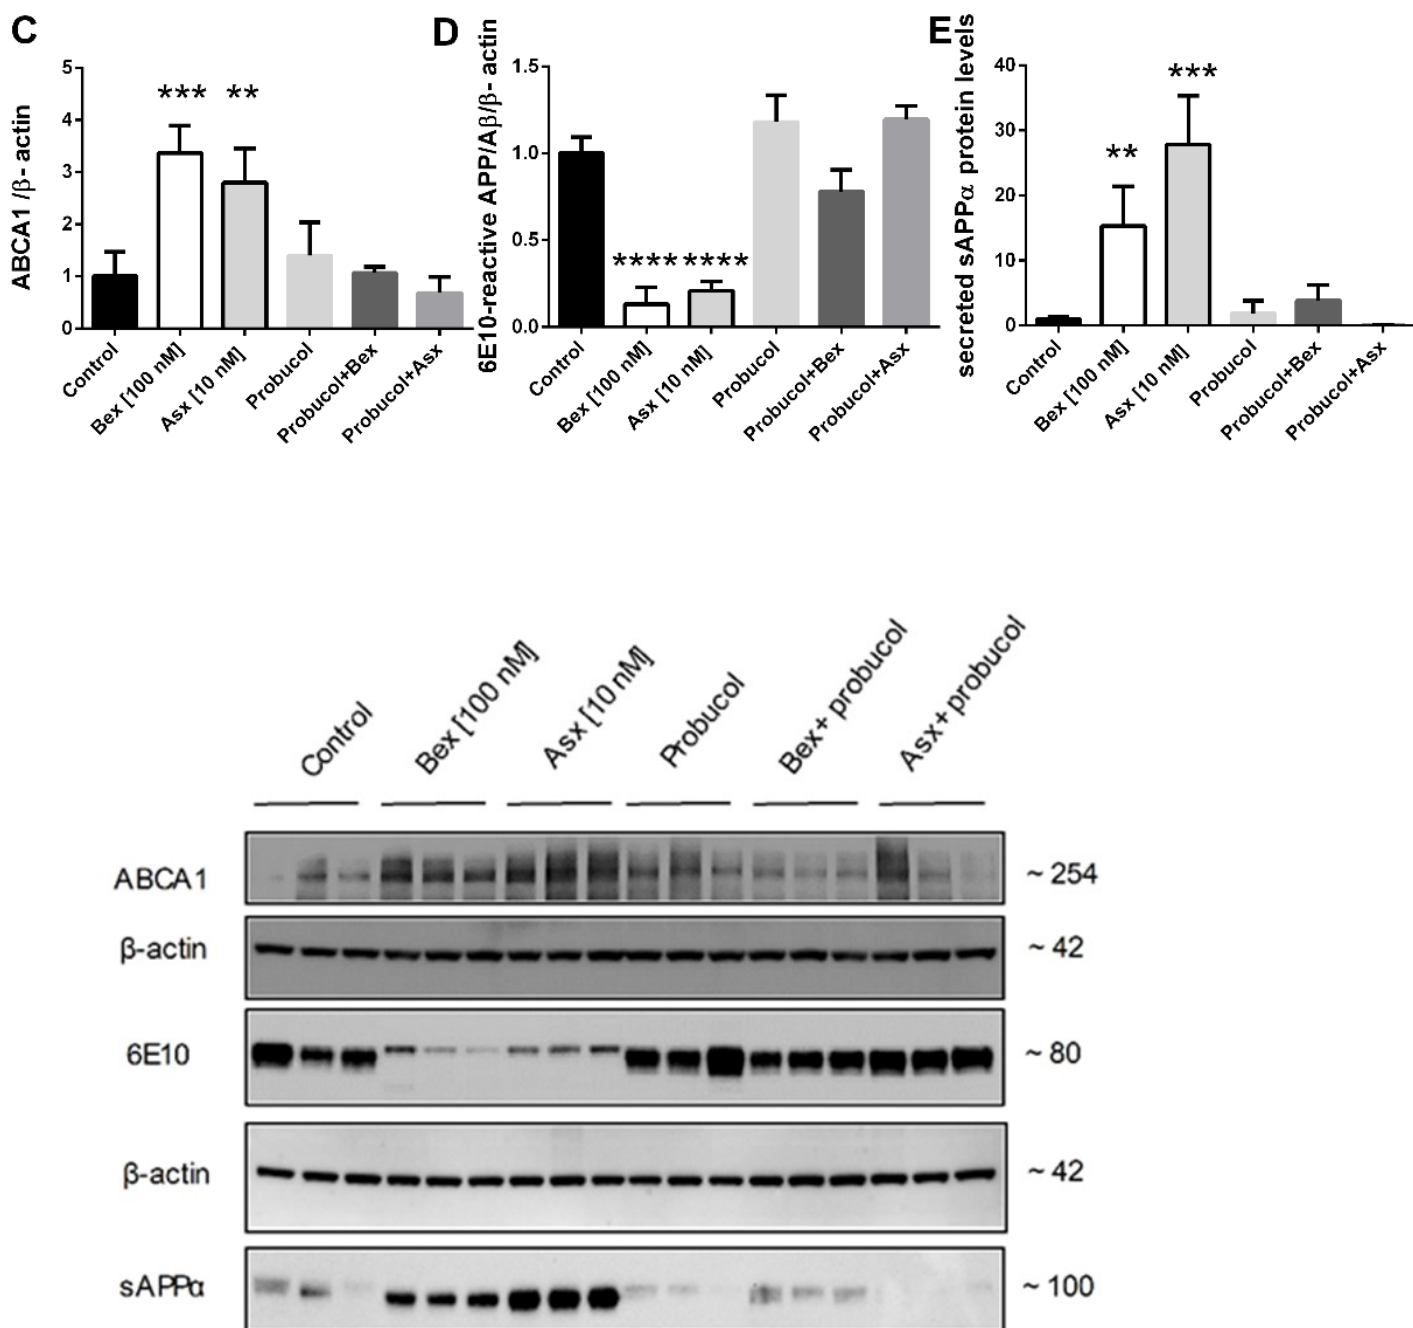 C
ABCA1 /β- actin
5
4
3
2
1
0
***
**
Control
Bex [100 nM]
Asx [10 nM]
Probucol
Probucol+Bex
Probucol+Asx
D
6E10-reactive APP/Aβ/β- actin
1.5
1.0
0.5
0.0
****
****
Control
Bex [100 nM]
Asx [10 nM]
Probucol
Probucol+Bex
Probucol+Asx
E
secreted sAPPα protein levels
40
30
20
10
0
**
***
Control
Bex [100 nM]
Asx [10 nM]
Probucol
Probucol+Bex
Probucol+Asx
Control
Bex [100 nM]
Asx [10 nM]
Probucol
Bex+ probucol
Asx+ probucol
ABCA1 ~ 254
β-actin ~ 42
6E10 ~ 80
β-actin ~ 42
sAPPα ~ 100